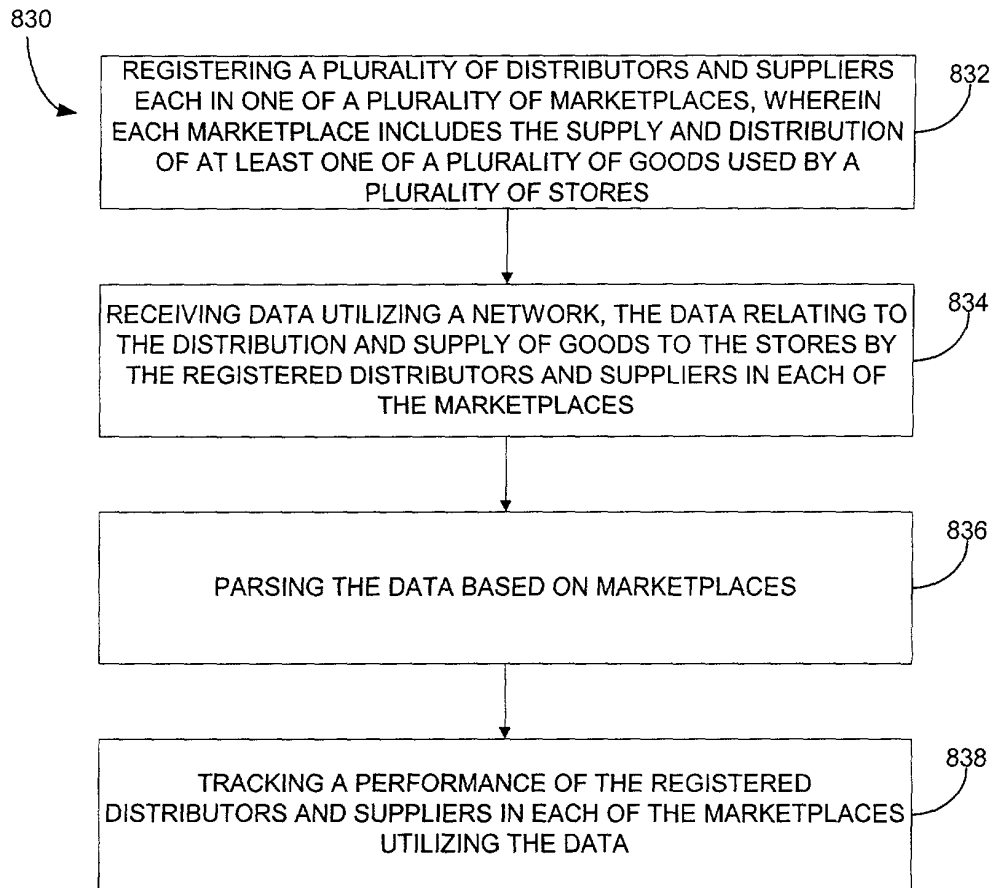 830
REGISTERING A PLURALITY OF DISTRIBUTORS AND SUPPLIERS
EACH IN ONE OF A PLURALITY OF MARKETPLACES, WHEREIN
EACH MARKETPLACE INCLUDES THE SUPPLY AND DISTRIBUTION
OF AT LEAST ONE OF A PLURALITY OF GOODS USED BY A
PLURALITY OF STORES
832
RECEIVING DATA UTILIZING A NETWORK, THE DATA RELATING TO
THE DISTRIBUTION AND SUPPLY OF GOODS TO THE STORES BY
THE REGISTERED DISTRIBUTORS AND SUPPLIERS IN EACH OF
THE MARKETPLACES
834
PARSING THE DATA BASED ON MARKETPLACES
836
TRACKING A PERFORMANCE OF THE REGISTERED
DISTRIBUTORS AND SUPPLIERS IN EACH OF THE MARKETPLACES
UTILIZING THE DATA
838